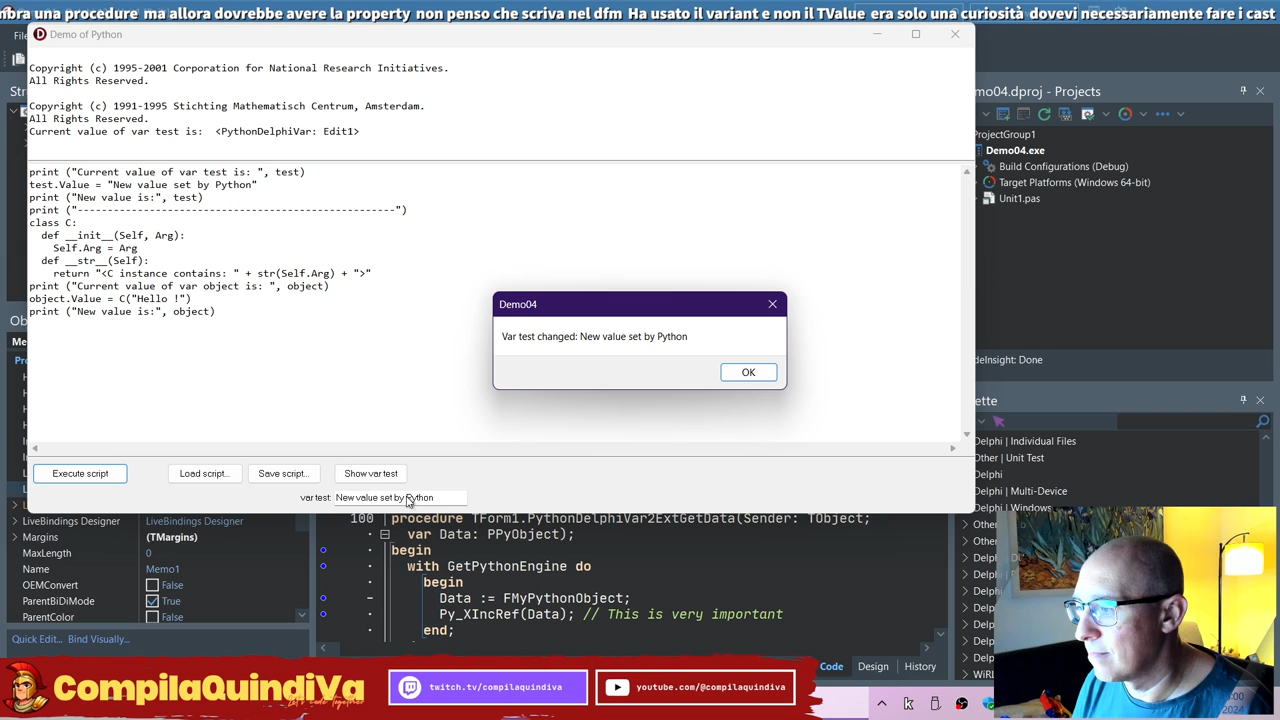 mbra una procedure ma allora dovrebbe avere la property non penso che scriva nel dfm Ha usato il variant e non il TValue era solo una curiosità dovevi necessariamente fare i cast
Demo of Python
Copyright (c) 1995-2001 Corporation for National Research Initiatives.
All Rights Reserved.
Copyright (c) 1991-1995 Stichting Mathematisch Centrum, Amsterdam.
All Rights Reserved.
Current value of var test is:  <PythonDelphiVar: Edit1>
print ("Current value of var test is: ", test)
test.Value = "New value set by Python"
print ("New value is:", test)
print ("-----------------------------------------------------")
class C:
  def __init__(Self, Arg):
    Self.Arg = Arg
  def __str__(Self):
    return "<C instance contains: " + str(Self.Arg) + ">"
print ("Current value of var object is: ", object)
object.Value = C("Hello !")
print ("New value is:", object)
Demo04
Var test changed: New value set by Python
OK
Execute script
Load script...
Save script...
Show var test
var test: New value set by Python
mo04.dproj - Projects
ProjectGroup1
Demo04.exe
Build Configurations (Debug)
Target Platforms (Windows 64-bit)
Unit1.pas
deInsight: Done
ette
Delphi | Individual Files
Other | Unit Test
Delphi
Delphi | Multi-Device
Delphi | Windows
LiveBindings Designer LiveBindings Designer
Margins (TMargins)
MaxLength 0
Name Memo1
OEMConvert False
ParentBiDiMode True
ParentColor False
Quick Edit... Bind Visually...
100 procedure TForm1.PythonDelphiVar2ExtGetData(Sender: TObject;
var Data: PPyObject);
begin
with GetPythonEngine do
begin
Data := FMyPythonObject;
Py_XIncRef(Data); // This is very important
end;
Code Design History
CompilaQuindiVa
Let's code Together
twitch.tv/compilaquindiva
youtube.com/@compilaquindiva